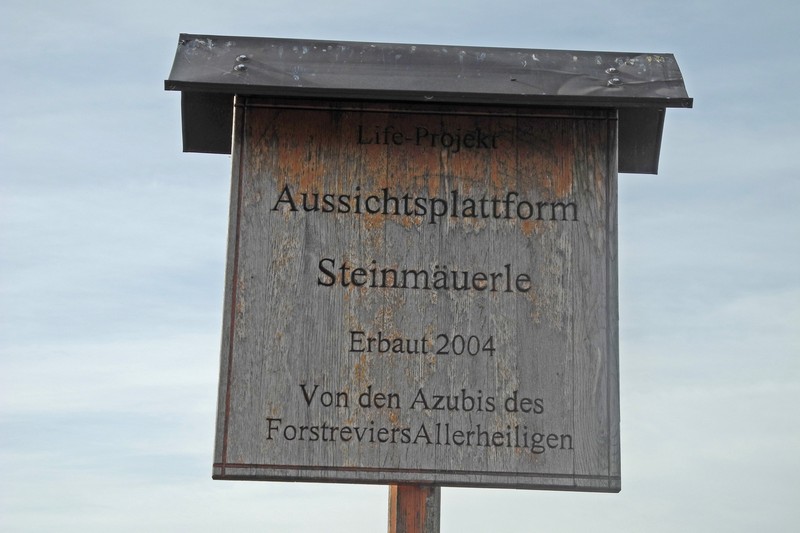 Life-Projekt
Aussichtsplattform
Steinmäuerle
Erbaut 2004
Von den Azubis des
ForstreviersAllerheiligen